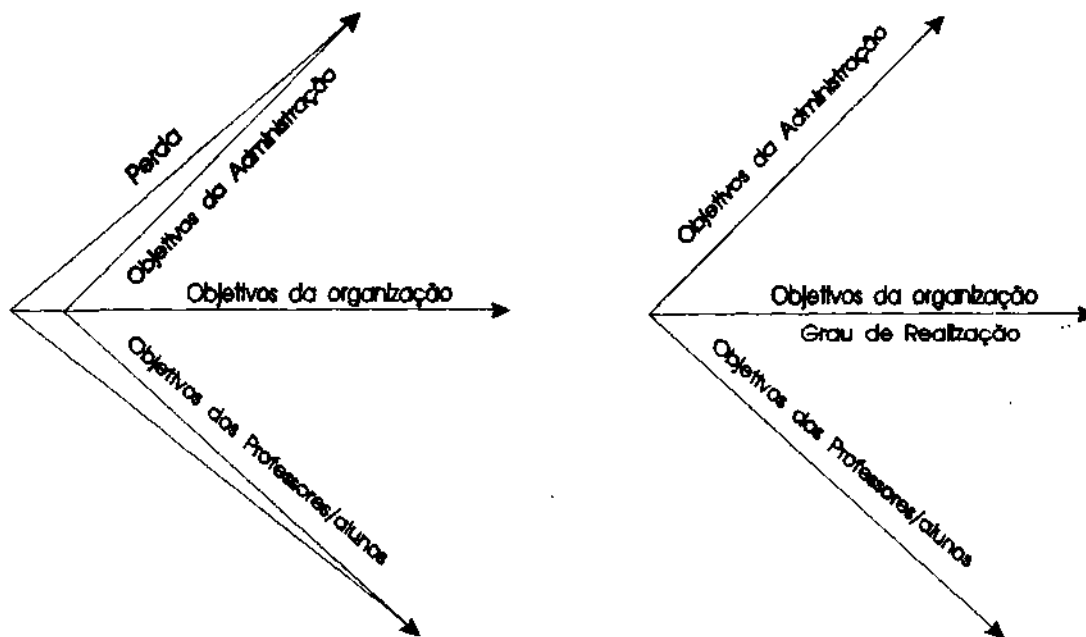 Perda
Objetivos da Administração
Objetivos da organização
Objetivos dos Professores/alunos
Objetivos da Administração
Objetivos da organização
Grau de Realização
Objetivos dos Professores/alunos